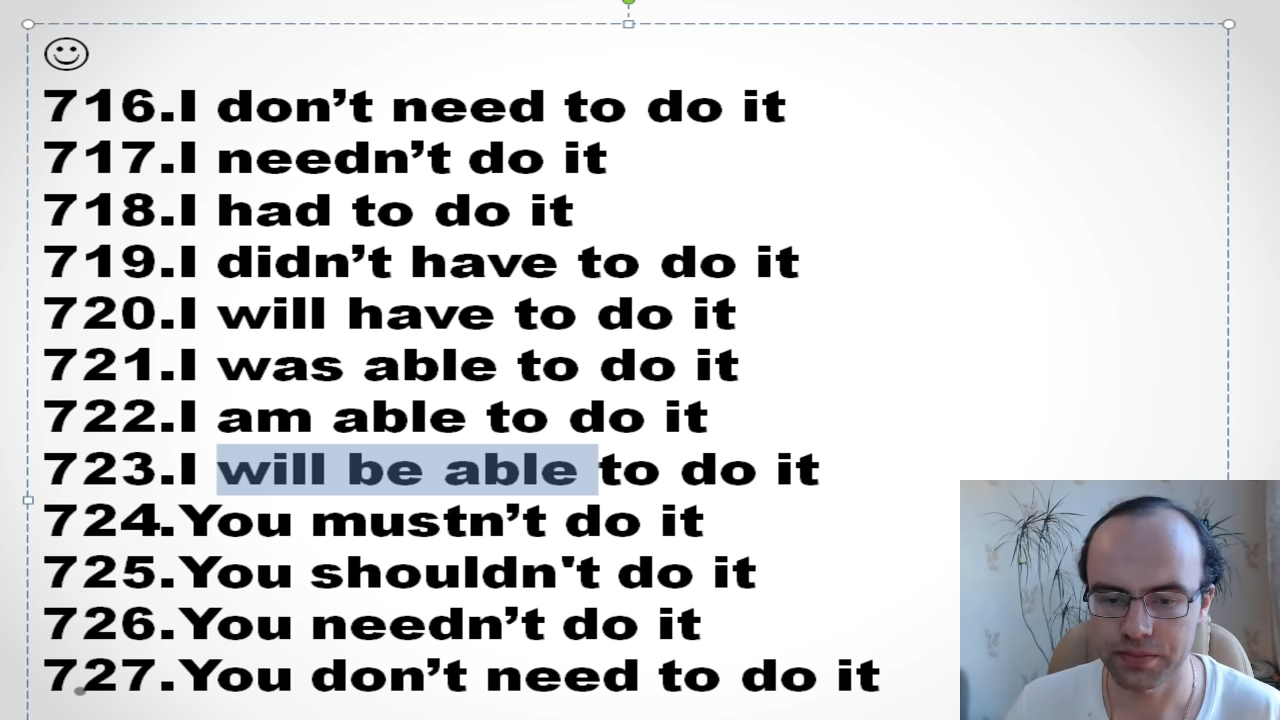 716.I don’t need to do it
717.I needn’t do it
718.I had to do it
719.I didn’t have to do it
720.I will have to do it
721.I was able to do it
722.I am able to do it
723.I will be able to do it
724.You mustn’t do it
725.You shouldn't do it
726.You needn’t do it
727.You don’t need to do it